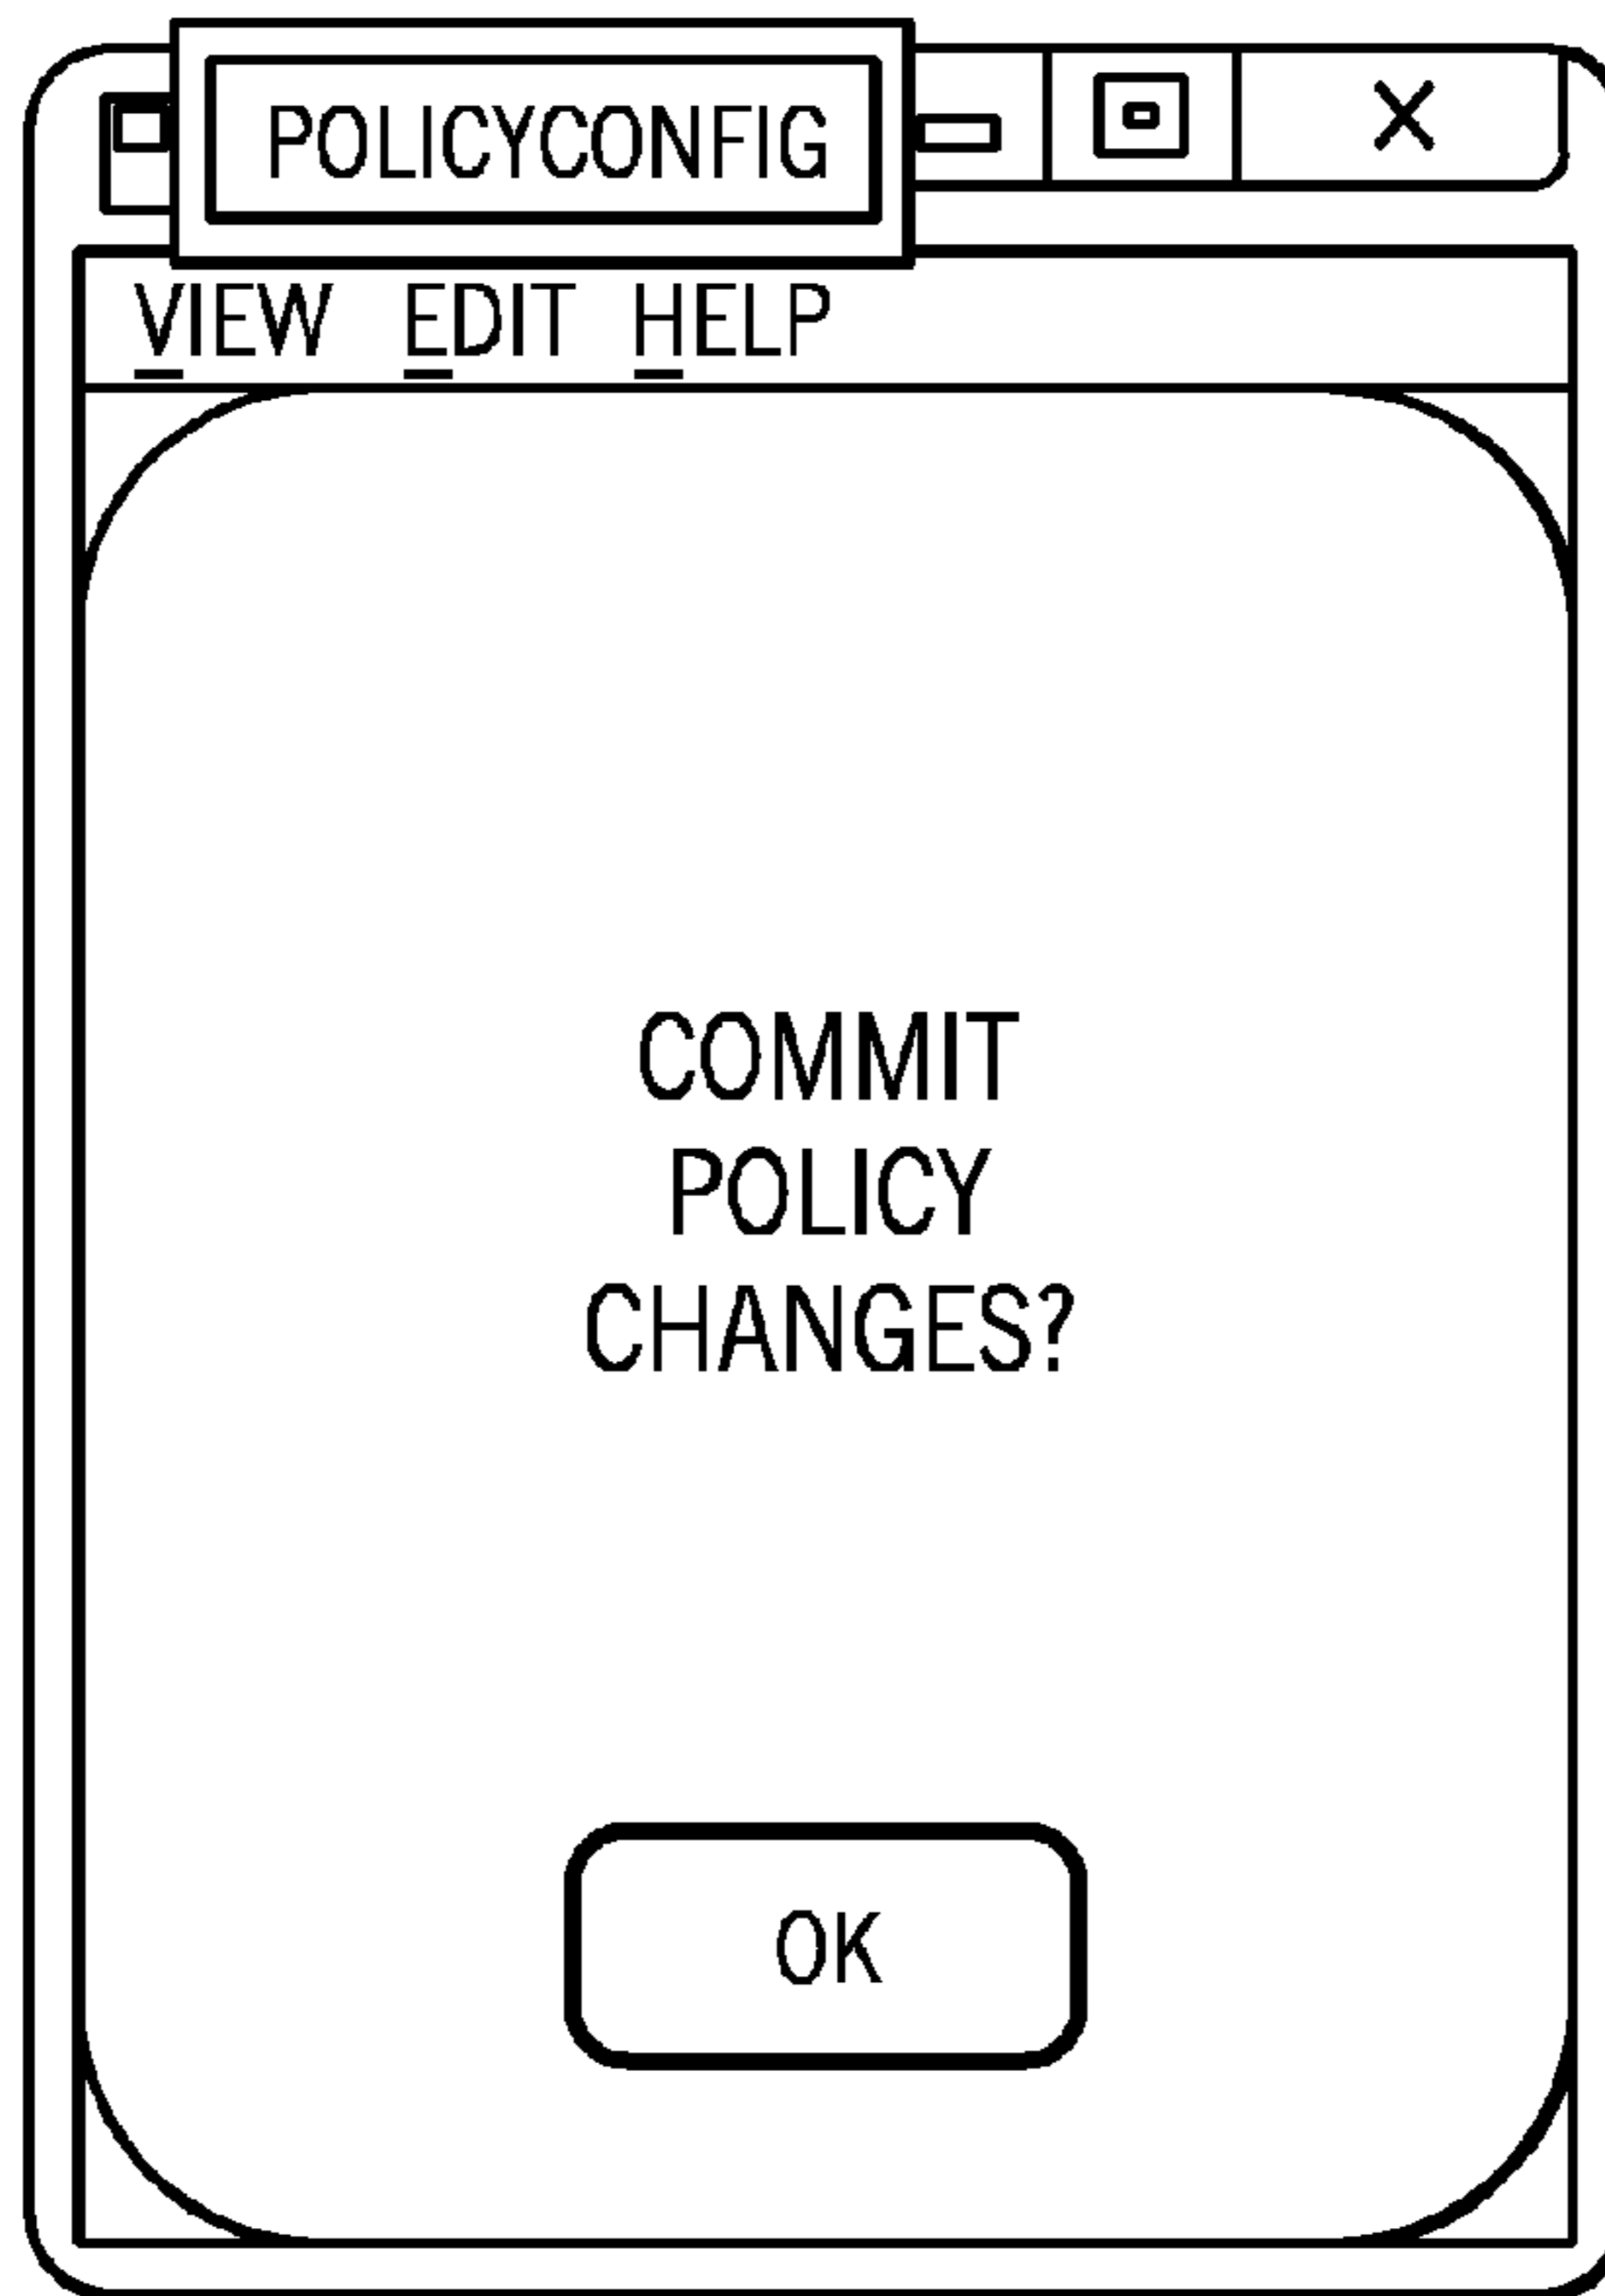 POLICYCONFIG
VIEW EDIT HELP
COMMIT
POLICY
CHANGES?
OK